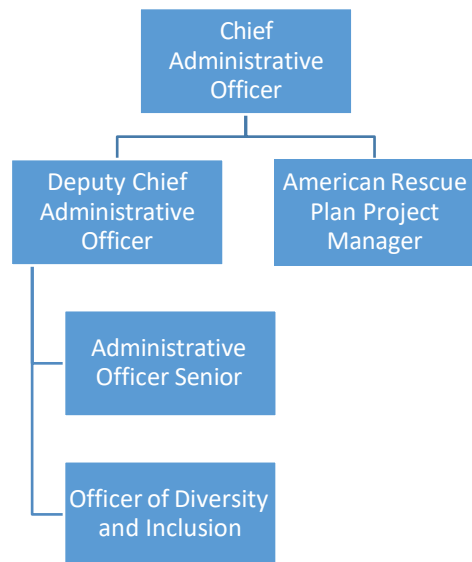 Chief
Administrative
Officer
Deputy Chief
Administrative
Officer
American Rescue
Plan Project
Manager
Administrative
Officer Senior
Officer of Diversity
and Inclusion